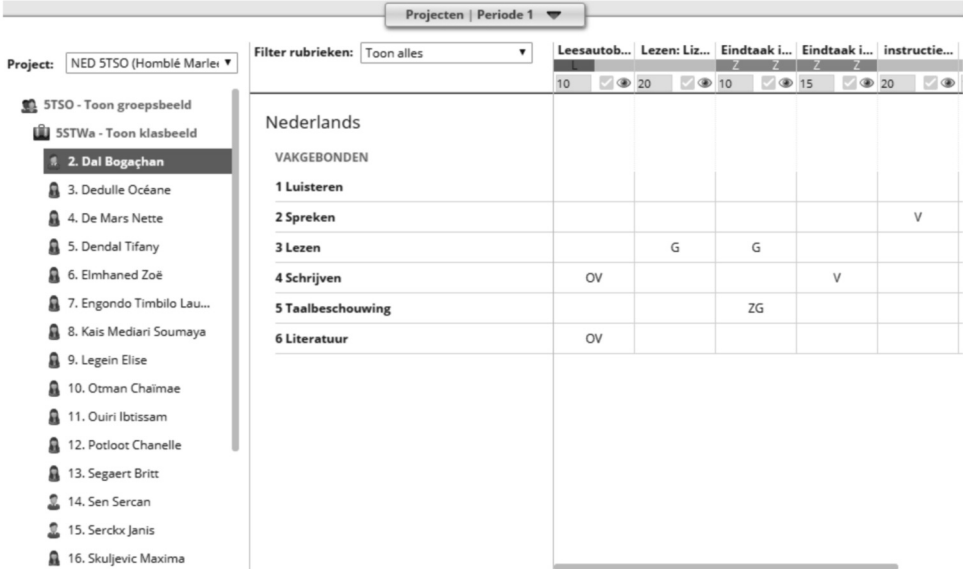 Projecten | Periode 1
Project: NED 5TSO (Homblé Marle
5TSO - Toon groepsbeeld
5STWa - Toon klasbeeld
2. Dal Bogaçhan
3. Dedulle Océane
4. De Mars Nette
5. Dendal Tifany
6. Elmhaned Zoë
7. Engondo Timbilo Lau...
8. Kais Mediari Soumaya
9. Legein Elise
10. Otman Chaïmae
11. Ouiri Ibtissam
12. Potloot Chanelle
13. Segaert Britt
14. Sen Sercan
15. Serckx Janis
16. Skuljevic Maxima
Filter rubrieken: Toon alles
Leesautob... Lezen: Liz... Eindtaak i... Eindtaak i... instructie...
L Z Z Z Z
10 20 10 15 20
Nederlands
VAKGEBONDEN
1 Luisteren
2 Spreken V
3 Lezen G G
4 Schrijven OV V
5 Taalbeschouwing ZG
6 Literatuur OV